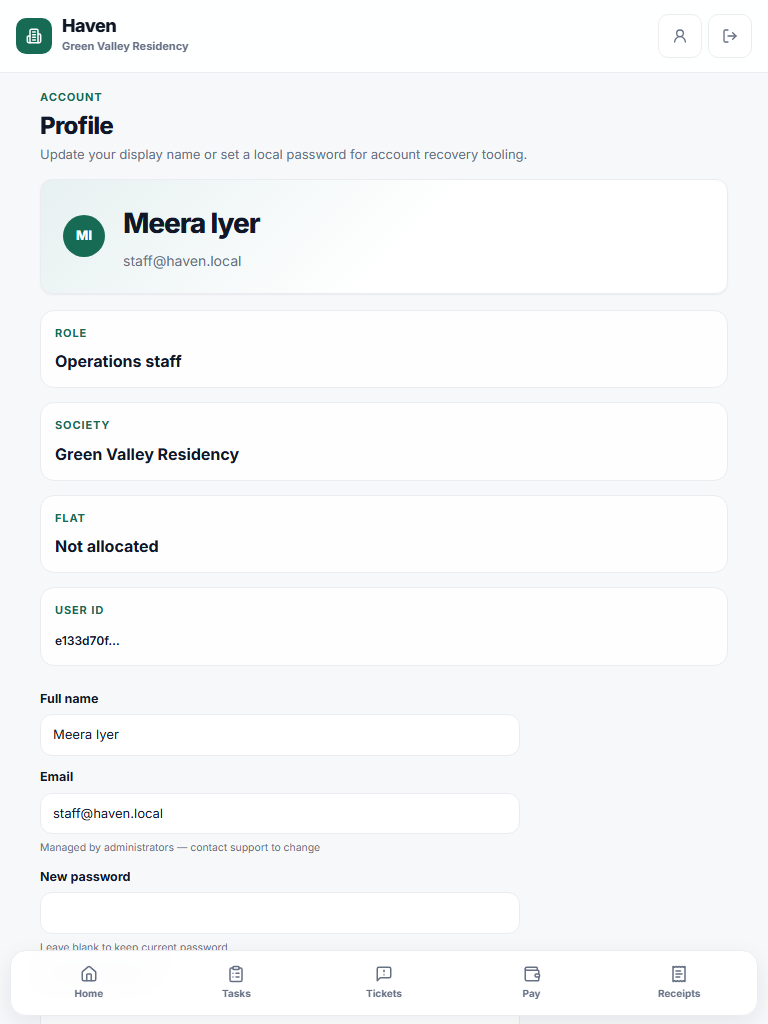 Haven
Green Valley Residency
ACCOUNT
Profile
Update your display name or set a local password for account recovery tooling.
MI
Meera Iyer
staff@haven.local
ROLE
Operations staff
SOCIETY
Green Valley Residency
FLAT
Not allocated
USER ID
e133d70f...
Full name
Meera Iyer
Email
staff@haven.local
Managed by administrators — contact support to change
New password
Leave blank to keep current password
Home
Tasks
Tickets
Pay
Receipts